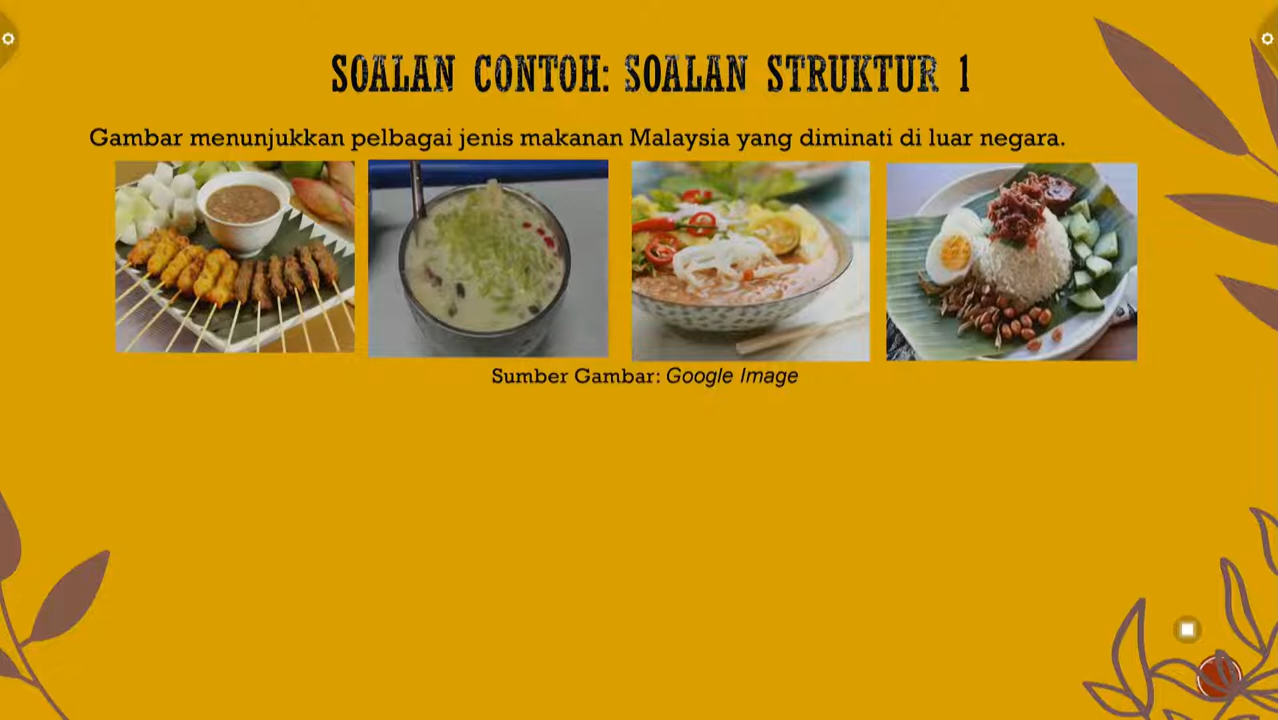 SOALAN CONTOH: SOALAN STRUKTUR 1
Gambar menunjukkan pelbagai jenis makanan Malaysia yang diminati di luar negara.
Sumber Gambar: Google Image